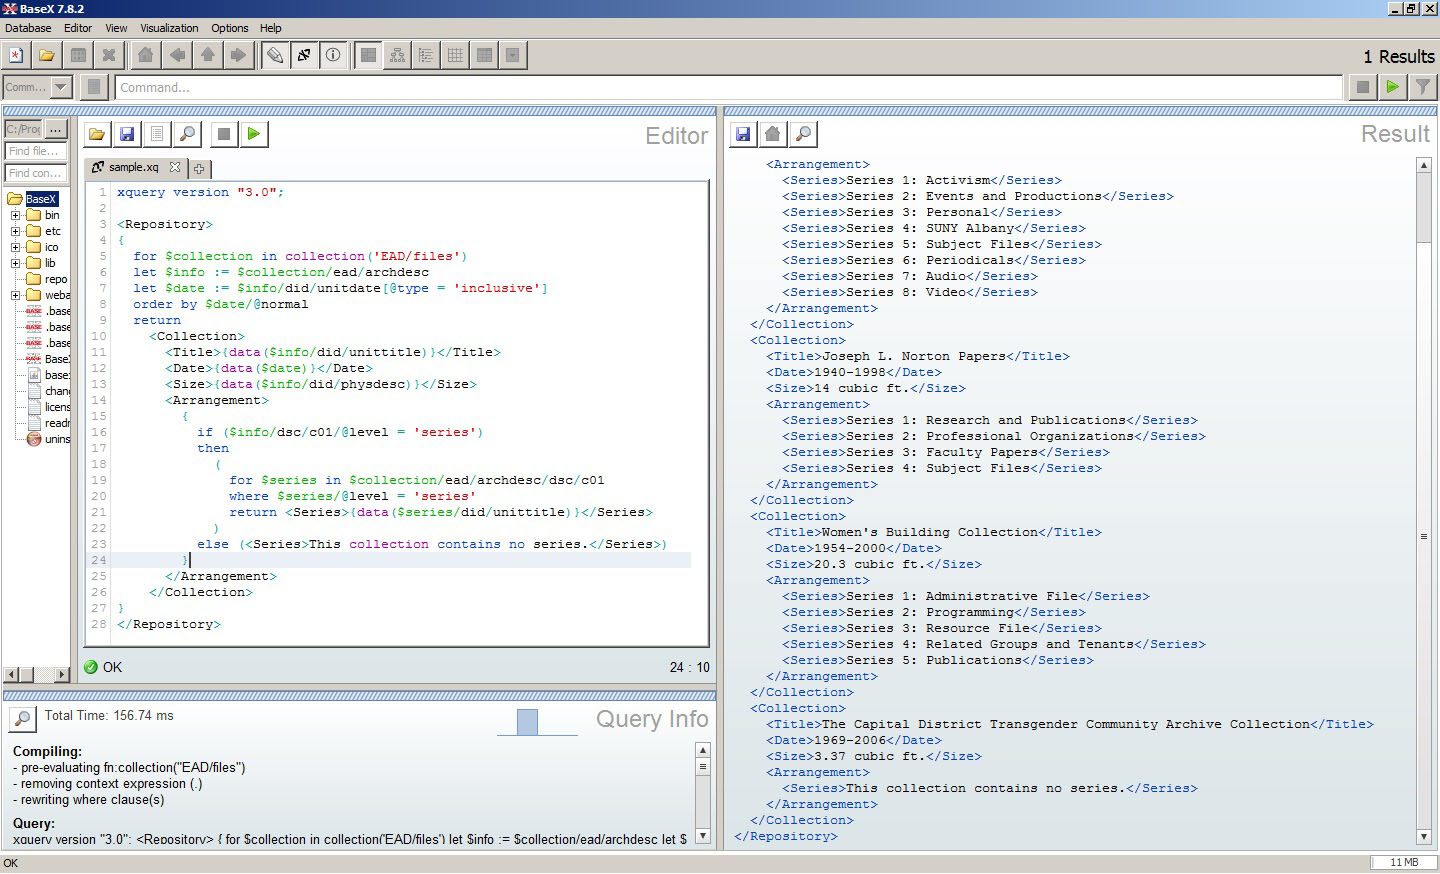 BaseX 7.8.2
Database Editor View Visualization Options Help
1 Results
Comm... Command...
C:/Prog ...
Find file...
Find con...
BaseX
bin
etc
ico
lib
repo
weba
.base
.base
.base
Base
base
chang
licens
readr
unins
Editor
sample.xq
1 xquery version "3.0";
2
3 <Repository>
4 {
5 for $collection in collection('EAD/files')
6 let $info := $collection/ead/archdesc
7 let $date := $info/did/unitdate[@type = 'inclusive']
8 order by $date/@normal
9 return
10 <Collection>
11 <Title>{data($info/did/unittitle)}</Title>
12 <Date>{data($date)}</Date>
13 <Size>{data($info/did/physdesc)}</Size>
14 <Arrangement>
15 {
16 if ($info/dsc/c01/@level = 'series')
17 then
18 (
19 for $series in $collection/ead/archdesc/dsc/c01
20 where $series/@level = 'series'
21 return <Series>{data($series/did/unittitle)}</Series>
22 )
23 else (<Series>This collection contains no series.</Series>)
24 }
25 </Arrangement>
26 </Collection>
27 }
28 </Repository>
OK 24 : 10
Total Time: 156.74 ms
Query Info
Compiling:
- pre-evaluating fn:collection("EAD/files")
- removing context expression (.)
- rewriting where clause(s)
Query:
xquery version "3.0"; <Repository> { for $collection in collection('EAD/files') let $info := $collection/ead/archdesc let $
Result
<Arrangement>
<Series>Series 1: Activism</Series>
<Series>Series 2: Events and Productions</Series>
<Series>Series 3: Personal</Series>
<Series>Series 4: SUNY Albany</Series>
<Series>Series 5: Subject Files</Series>
<Series>Series 6: Periodicals</Series>
<Series>Series 7: Audio</Series>
<Series>Series 8: Video</Series>
</Arrangement>
</Collection>
<Collection>
<Title>Joseph L. Norton Papers</Title>
<Date>1940-1998</Date>
<Size>14 cubic ft.</Size>
<Arrangement>
<Series>Series 1: Research and Publications</Series>
<Series>Series 2: Professional Organizations</Series>
<Series>Series 3: Faculty Papers</Series>
<Series>Series 4: Subject Files</Series>
</Arrangement>
</Collection>
<Collection>
<Title>Women's Building Collection</Title>
<Date>1954-2000</Date>
<Size>20.3 cubic ft.</Size>
<Arrangement>
<Series>Series 1: Administrative File</Series>
<Series>Series 2: Programming</Series>
<Series>Series 3: Resource File</Series>
<Series>Series 4: Related Groups and Tenants</Series>
<Series>Series 5: Publications</Series>
</Arrangement>
</Collection>
<Collection>
<Title>The Capital District Transgender Community Archive Collection</Title>
<Date>1969-2006</Date>
<Size>3.37 cubic ft.</Size>
<Arrangement>
<Series>This collection contains no series.</Series>
</Arrangement>
</Collection>
</Repository>
OK
11 MB